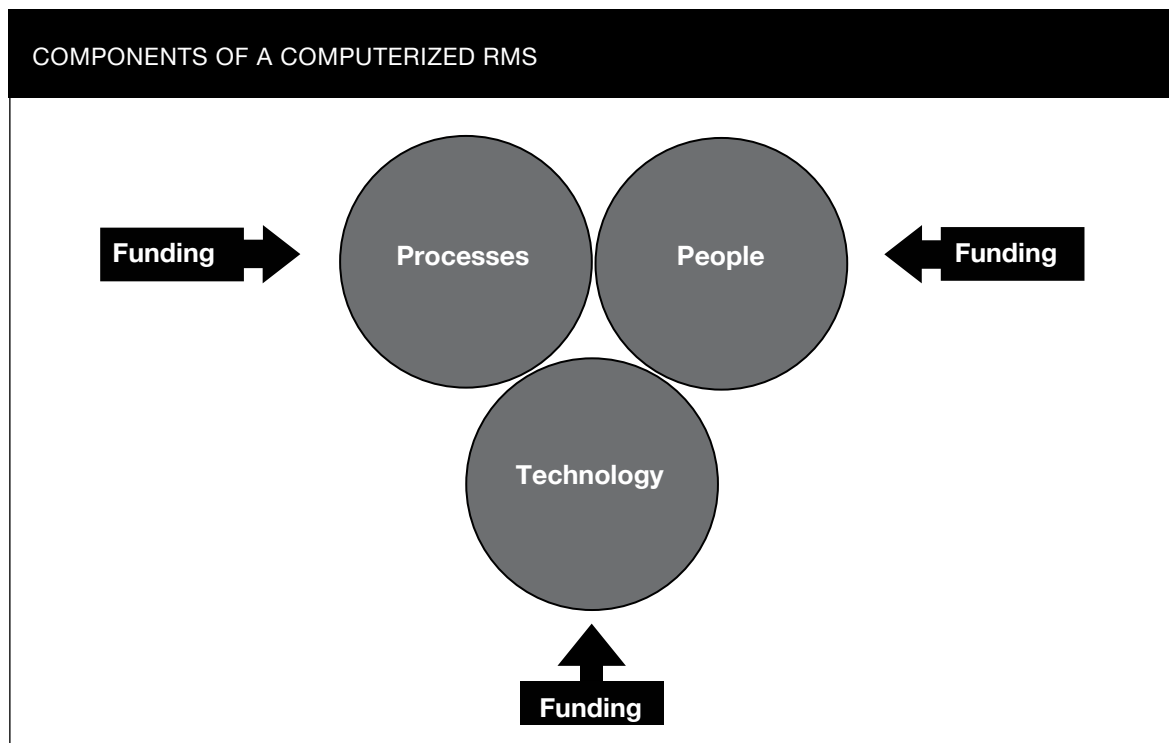 COMPONENTS OF A COMPUTERIZED RMS
Funding
Processes
People
Funding
Technology
Funding